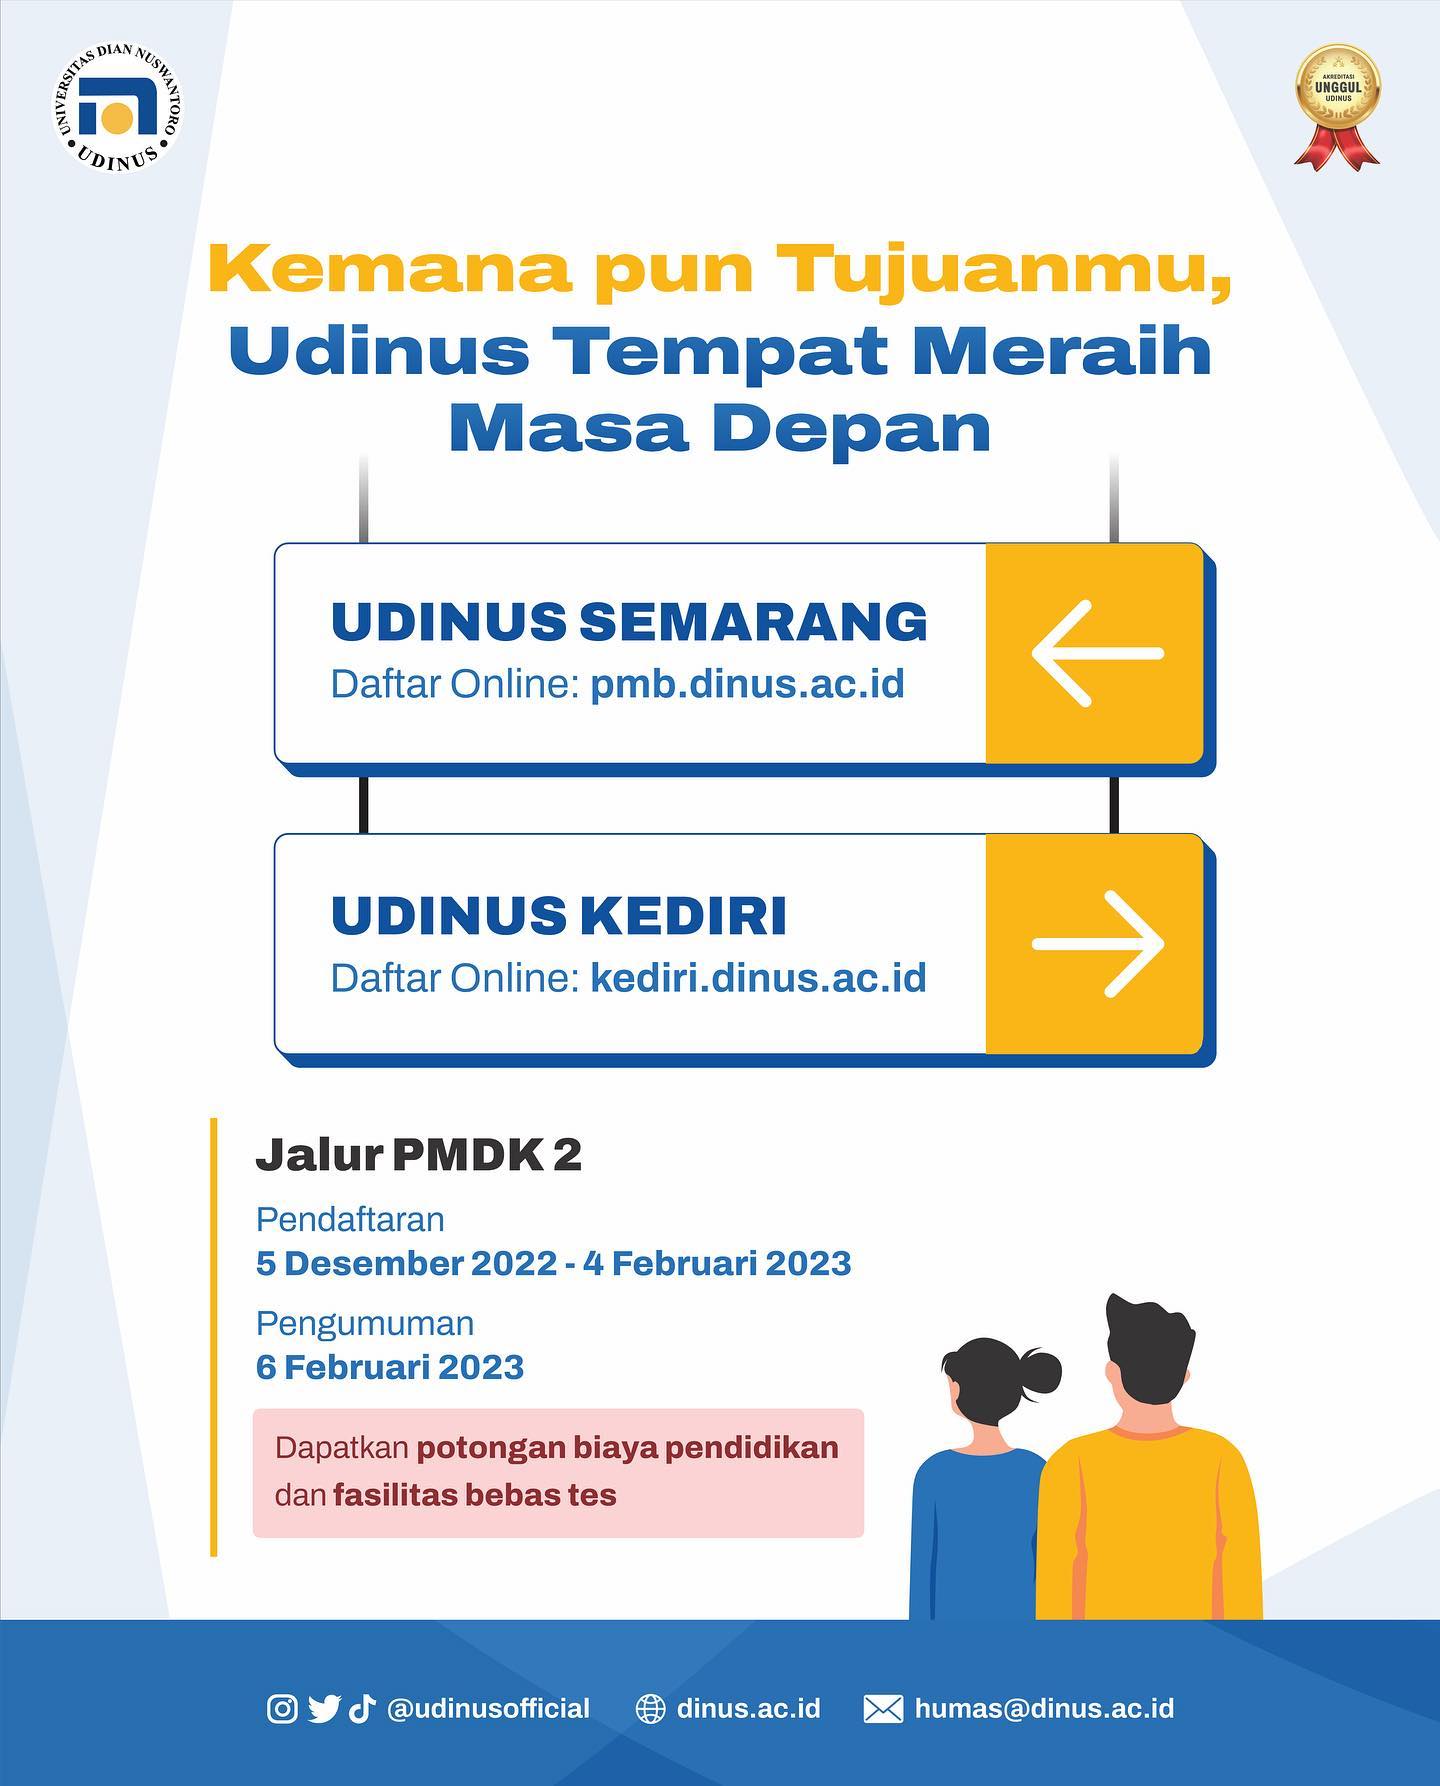 UNIVERSITAS DIAN NUSWANTORO
• UDINUS •
AKREDITASI
UNGGUL
UDINUS
Kemana pun Tujuanmu,
Udinus Tempat Meraih
Masa Depan
UDINUS SEMARANG
Daftar Online: pmb.dinus.ac.id
UDINUS KEDIRI
Daftar Online: kediri.dinus.ac.id
Jalur PMDK 2
Pendaftaran
5 Desember 2022 - 4 Februari 2023
Pengumuman
6 Februari 2023
Dapatkan potongan biaya pendidikan
dan fasilitas bebas tes
@udinusofficial dinus.ac.id humas@dinus.ac.id